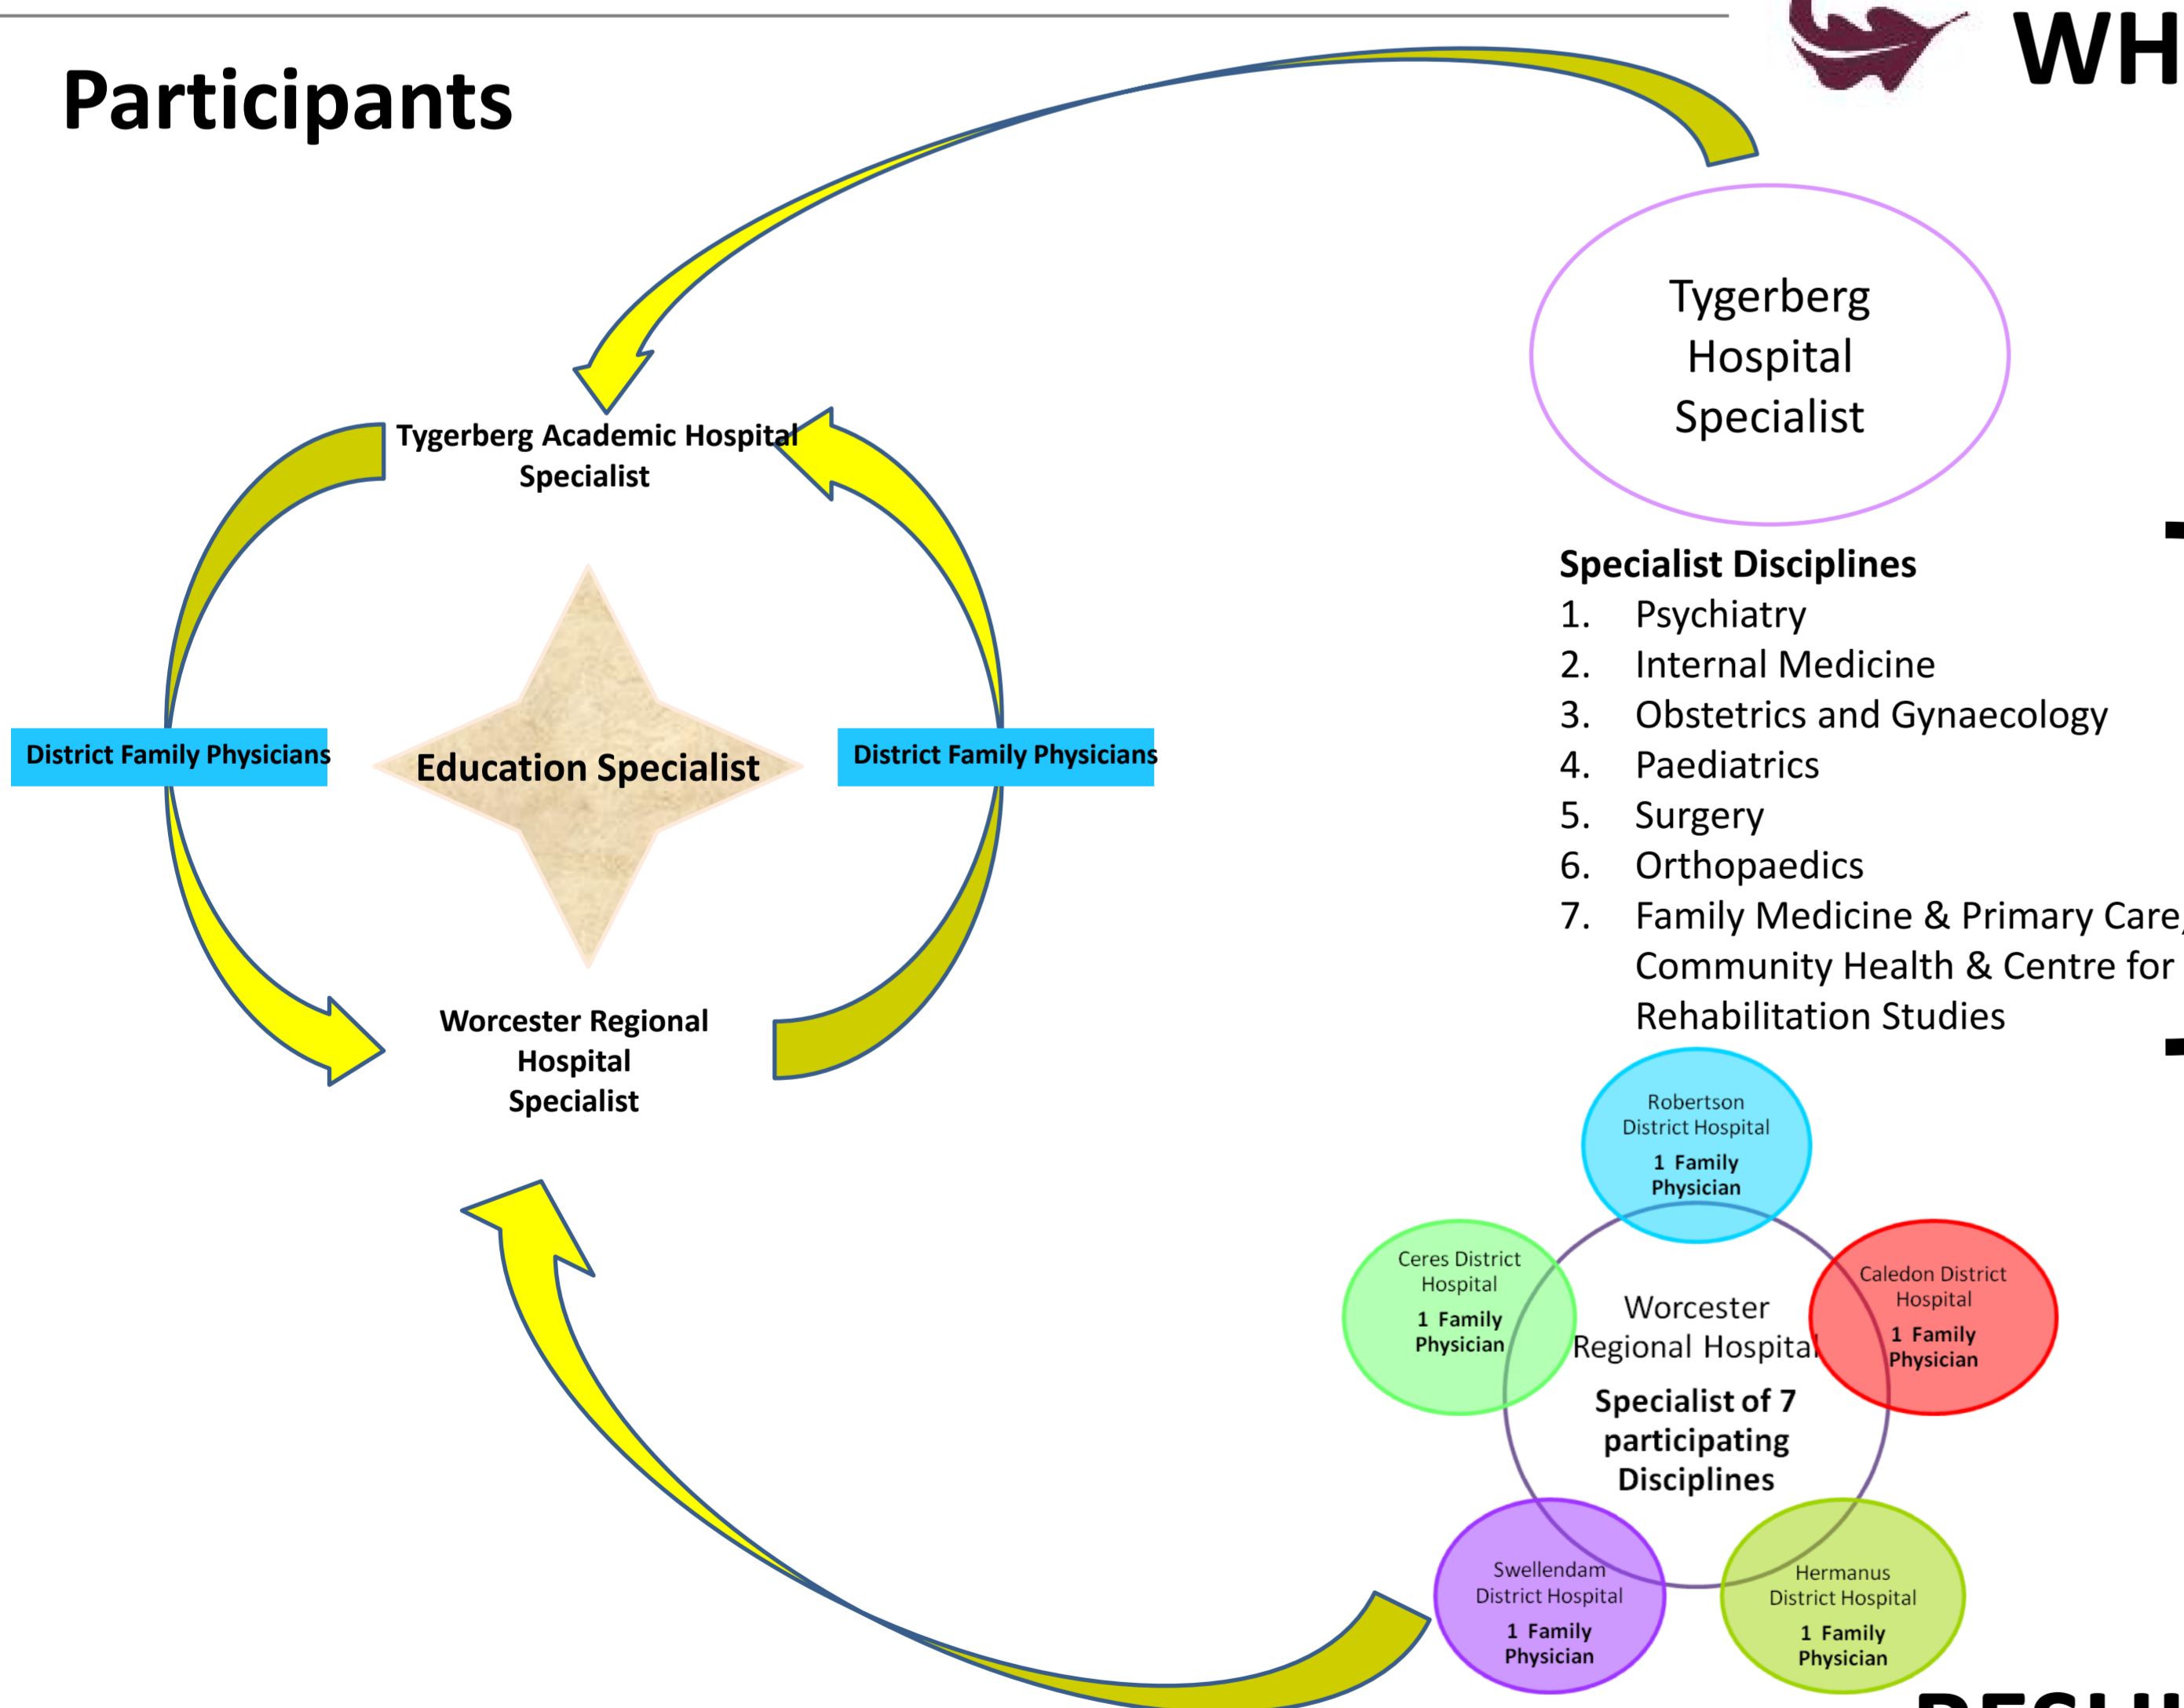 WH
Participants
Tygerberg
Hospital
Specialist
Tygerberg Academic Hospital
Specialist
District Family Physicians
Education Specialist
District Family Physicians
Worcester Regional
Hospital
Specialist
Specialist Disciplines
1. Psychiatry
2. Internal Medicine
3. Obstetrics and Gynaecology
4. Paediatrics
5. Surgery
6. Orthopaedics
7. Family Medicine & Primary Care,
Community Health & Centre for
Rehabilitation Studies
Robertson
District Hospital
1 Family
Physician
Ceres District
Hospital
1 Family
Physician
Worcester
Regional Hospital
Specialist of 7
participating
Disciplines
Caledon District
Hospital
1 Family
Physician
Swellendam
District Hospital
1 Family
Physician
Hermanus
District Hospital
1 Family
Physician